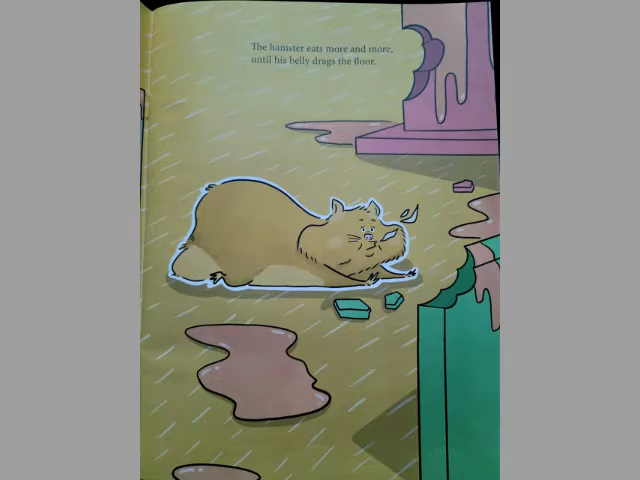 The hamster eats more and more,
until his belly drags the floor.